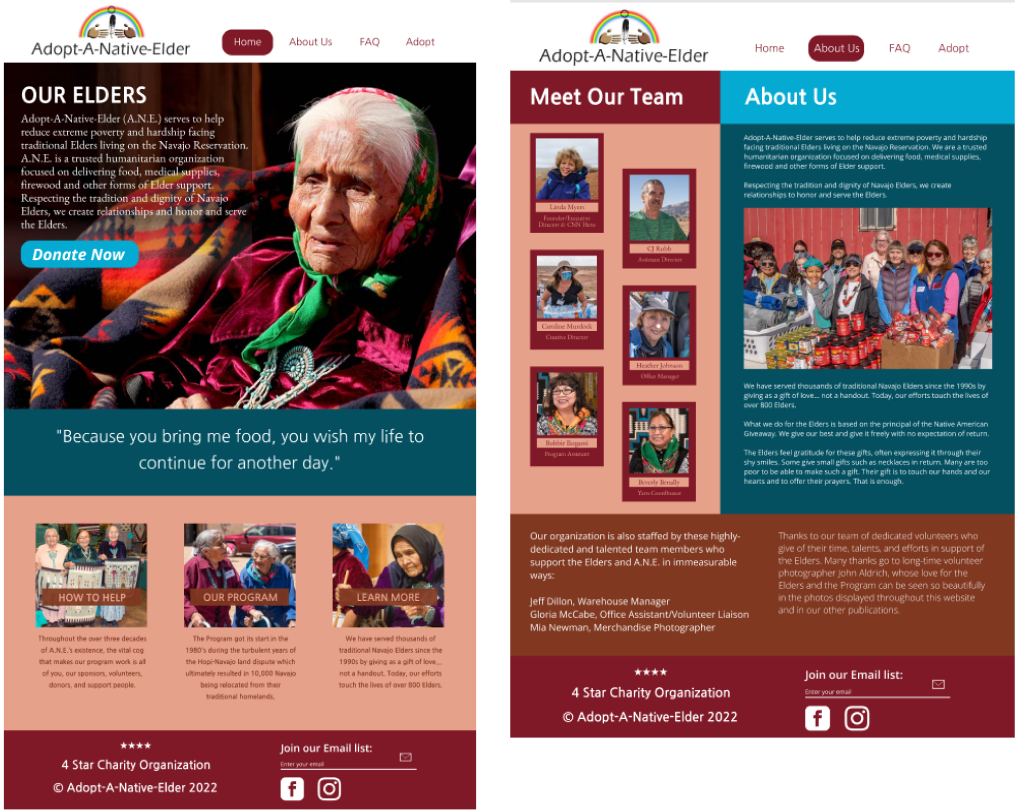 Adopt-A-Native-Elder
Home
About Us
FAQ
Adopt
OUR ELDERS
Adopt-A-Native-Elder (A.N.E.) serves to help
reduce extreme poverty and hardship facing
traditional Elders living on the Navajo Reservation.
A.N.E. is a trusted humanitarian organization
focused on delivering food, medical supplies,
firewood and other forms of Elder support.
Respecting the tradition and dignity of Navajo
Elders, we create relationships and honor and serve
the Elders.
Donate Now
"Because you bring me food, you wish my life to
continue for another day."
HOW TO HELP
Throughout the over three decades
of A.N.E.'s existence, the vital cog
that makes our program work is all
of you, our sponsors, volunteers,
donors, and support people.
OUR PROGRAM
The Program got its start in the
1980's during the turbulent years of
the Hopi-Navajo land dispute which
ultimately resulted in 10,000 Navajo
being relocated from their
traditional homelands.
LEARN MORE
We have served thousands of
traditional Navajo Elders since the
1990s by giving as a gift of love...
not a handout. Today, our efforts
touch the lives of over 800 Elders.
4 Star Charity Organization
© Adopt-A-Native-Elder 2022
Join our Email list:
Enter your email
Adopt-A-Native-Elder
Home
About Us
FAQ
Adopt
Meet Our Team
Linda Myers
Founder/Executive
Director & CNN Hero
CJ Robb
Assistant Director
Caroline Murdock
Creative Director
Heather Johnson
Office Manager
Robbie
Program Assistant
Beverly Benally
Yarn Coordinator
About Us
Adopt-A-Native-Elder serves to help reduce extreme poverty and hardship
facing traditional Elders living on the Navajo Reservation. We are a trusted
humanitarian organization focused on delivering food, medical supplies,
firewood and other forms of Elder support.
Respecting the tradition and dignity of Navajo Elders, we create
relationships to honor and serve the Elders.
We have served thousands of traditional Navajo Elders since the 1990s by
giving as a gift of love... not a handout. Today, our efforts touch the lives of
over 800 Elders.
What we do for the Elders is based on the principal of the Native American
Giveaway. We give our best and give it freely with no expectation of return.
The Elders feel gratitude for these gifts, often expressing it through their
shy smiles. Some give small gifts such as necklaces in return. Many are too
poor to be able to make such a gift. Their gift is to touch our hands and our
hearts and to offer their prayers. That is enough.
Our organization is also staffed by these highly-
dedicated and talented team members who
support the Elders and A.N.E. in immeasurable
ways:
Jeff Dillon, Warehouse Manager
Gloria McCabe, Office Assistant/Volunteer Liaison
Mia Newman, Merchandise Photographer
Thanks to our team of dedicated volunteers who
give of their time, talents, and efforts in support of
the Elders. Many thanks go to long-time volunteer
photographer John Aldrich, whose love for the
Elders and the Program can be seen so beautifully
in the photos displayed throughout this website
and in our other publications.
4 Star Charity Organization
© Adopt-A-Native-Elder 2022
Join our Email list:
Enter your email